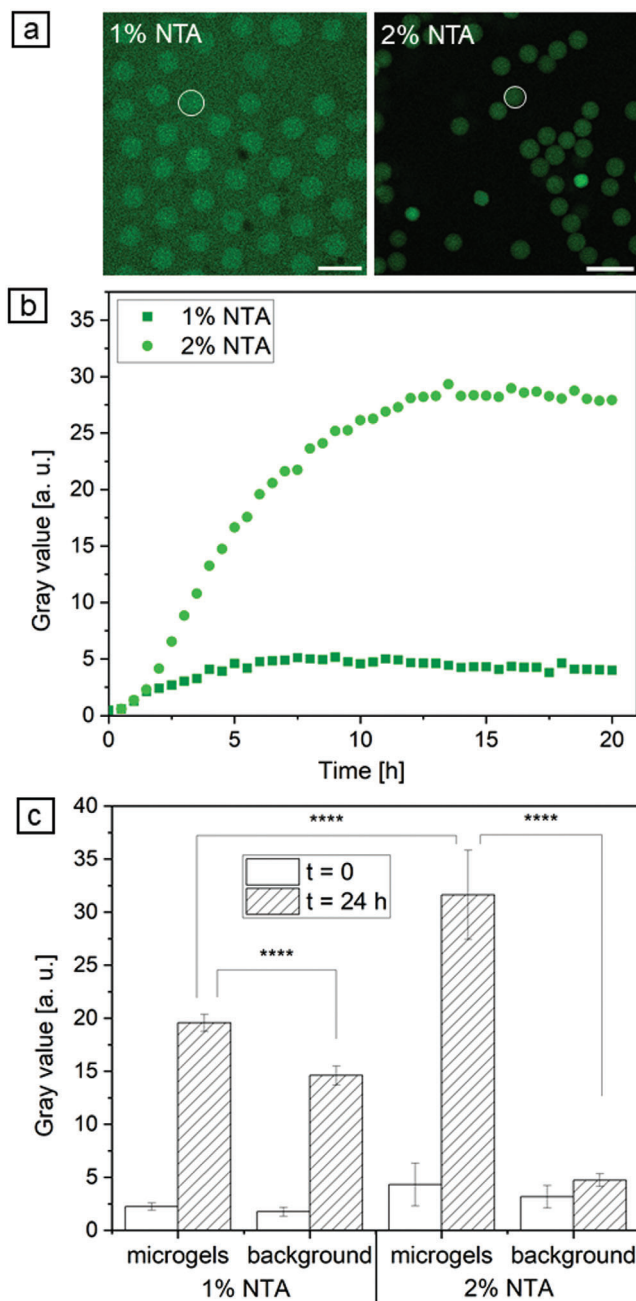 a
1% NTA
2% NTA
b
1% NTA
2% NTA
Gray value [a. u.]
35
30
25
20
15
10
5
0
0 5 10 15 20
Time [h]
c
Gray value [a. u.]
40
35
30
25
20
15
10
5
0
****
****
t = 0
t = 24 h
****
microgels background microgels background
1% NTA 2% NTA